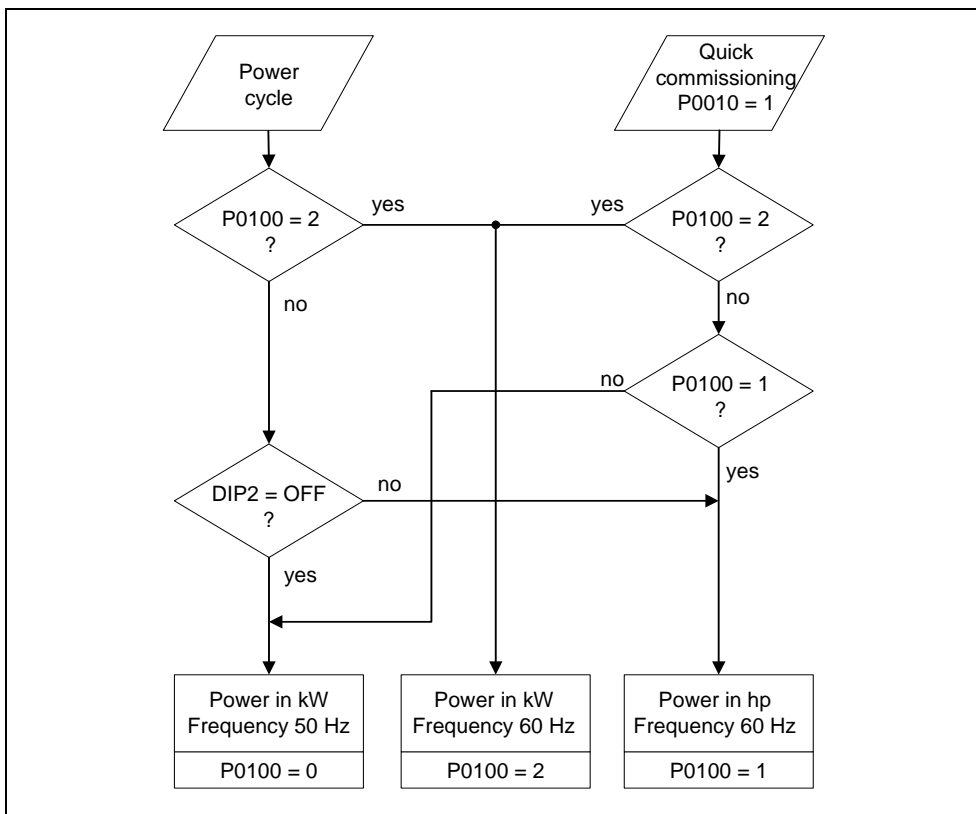 Power
cycle
Quick
commissioning
P0010 = 1
P0100 = 2
?
yes
yes
P0100 = 2
?
no
no
no
P0100 = 1
?
DIP2 = OFF
?
no
yes
yes
Power in kW
Frequency 50 Hz
P0100 = 0
Power in kW
Frequency 60 Hz
P0100 = 2
Power in hp
Frequency 60 Hz
P0100 = 1